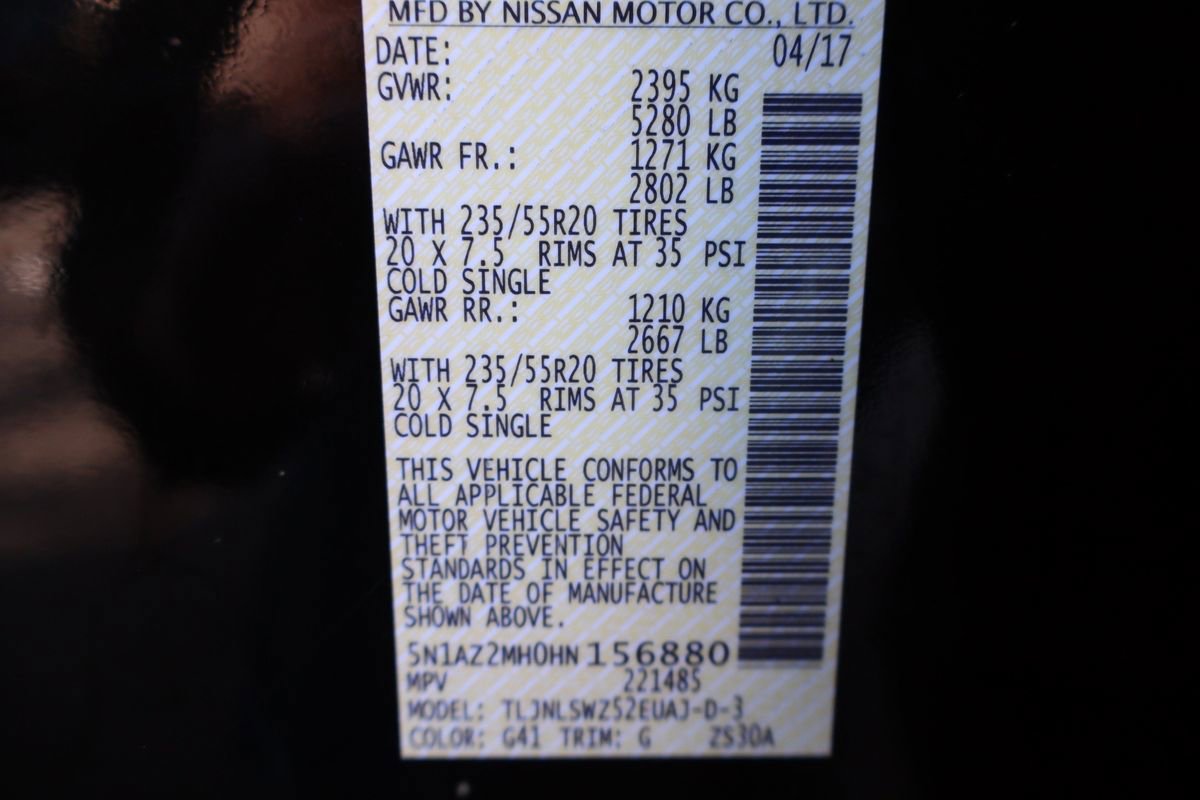 MFD BY NISSAN MOTOR CO., LTD.
DATE: 04/17
GVWR: 2395 KG
5280 LB
GAWR FR.: 1271 KG
2802 LB
WITH 235/55R20 TIRES
20 X 7.5 RIMS AT 35 PSI
COLD SINGLE
GAWR RR.: 1210 KG
2667 LB
WITH 235/55R20 TIRES
20 X 7.5 RIMS AT 35 PSI
COLD SINGLE
THIS VEHICLE CONFORMS TO
ALL APPLICABLE FEDERAL
MOTOR VEHICLE SAFETY AND
THEFT PREVENTION
STANDARDS IN EFFECT ON
THE DATE OF MANUFACTURE
SHOWN ABOVE.
5N1AZ2MH0HN156880
MPV 221485
MODEL: TLJNLSWZ52EUAJ-D-3
COLOR: G41 TRIM: G ZS30A